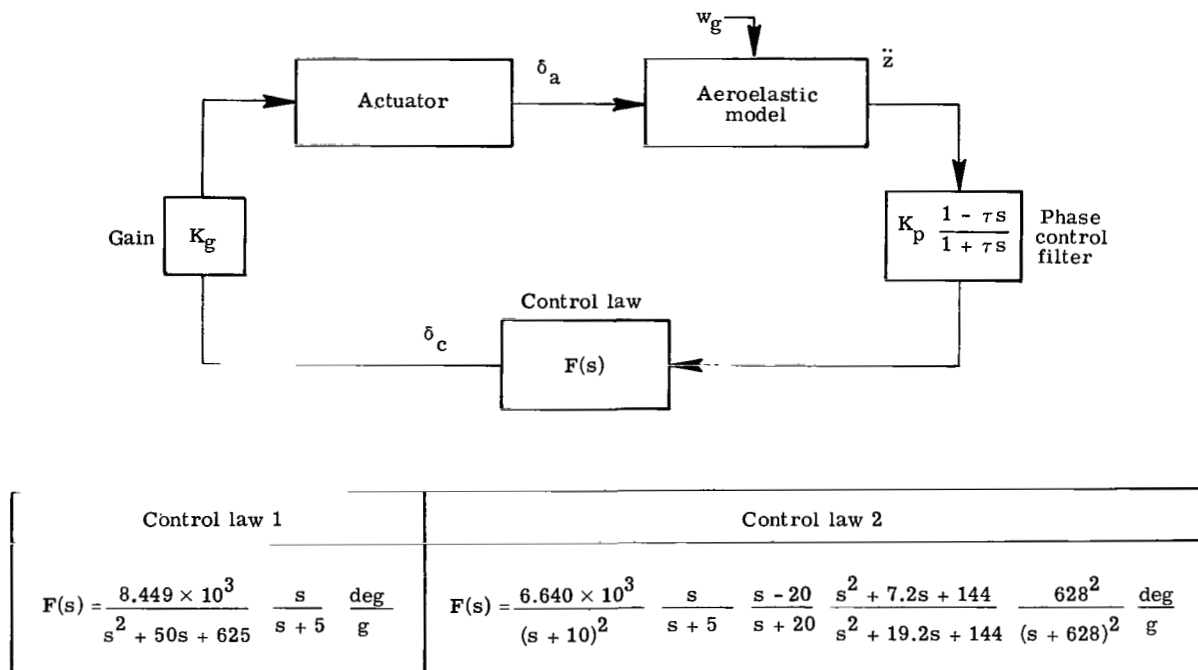 w_g
δ_a
z̈
Actuator
Aeroelastic
model
Gain
K_g
K_p (1 - τs)/(1 + τs)
Phase
control
filter
Control law
δ_c
F(s)
Control law 1
Control law 2
F(s) = (8.449 × 10^3)/(s^2 + 50s + 625) s/(s + 5) deg/g
F(s) = (6.640 × 10^3)/((s + 10)^2) s/(s + 5) (s - 20)/(s + 20) (s^2 + 7.2s + 144)/(s^2 + 19.2s + 144) 628^2/((s + 628)^2) deg/g